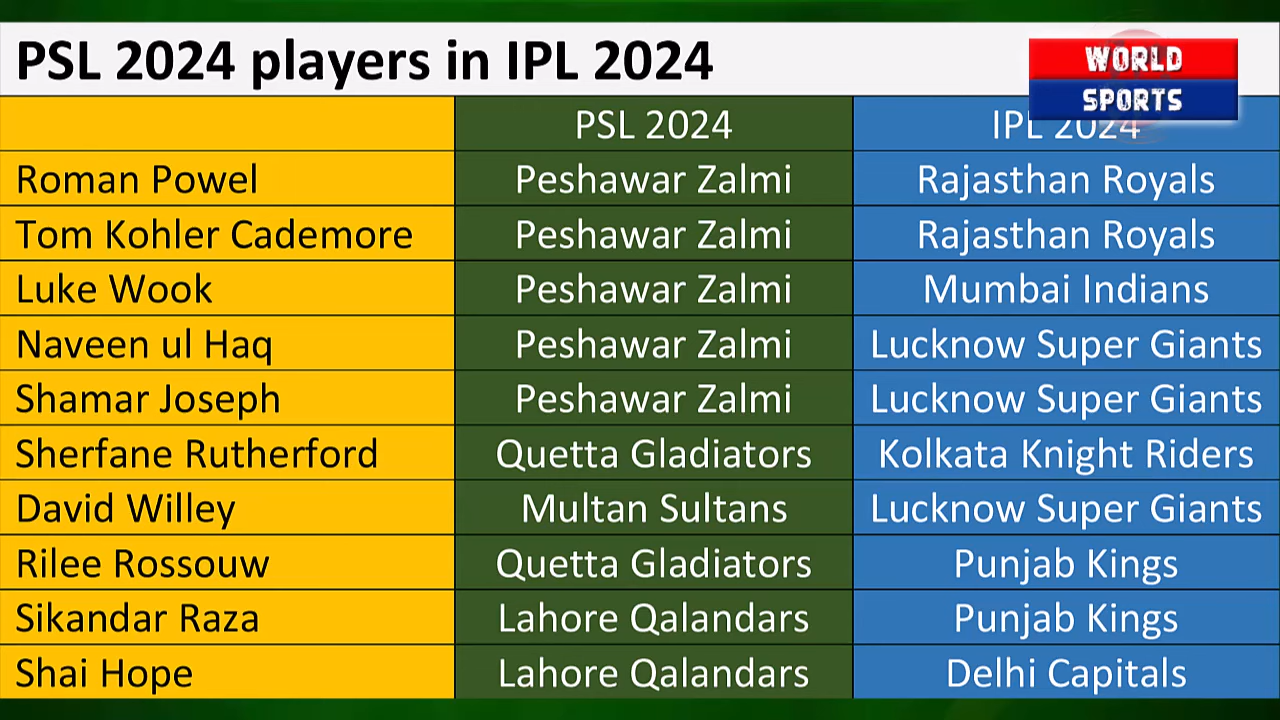 PSL 2024 players in IPL 2024
WORLD
SPORTS
PSL 2024 IPL 2024
Roman Powel Peshawar Zalmi Rajasthan Royals
Tom Kohler Cademore Peshawar Zalmi Rajasthan Royals
Luke Wook Peshawar Zalmi Mumbai Indians
Naveen ul Haq Peshawar Zalmi Lucknow Super Giants
Shamar Joseph Peshawar Zalmi Lucknow Super Giants
Sherfane Rutherford Quetta Gladiators Kolkata Knight Riders
David Willey Multan Sultans Lucknow Super Giants
Rilee Rossouw Quetta Gladiators Punjab Kings
Sikandar Raza Lahore Qalandars Punjab Kings
Shai Hope Lahore Qalandars Delhi Capitals